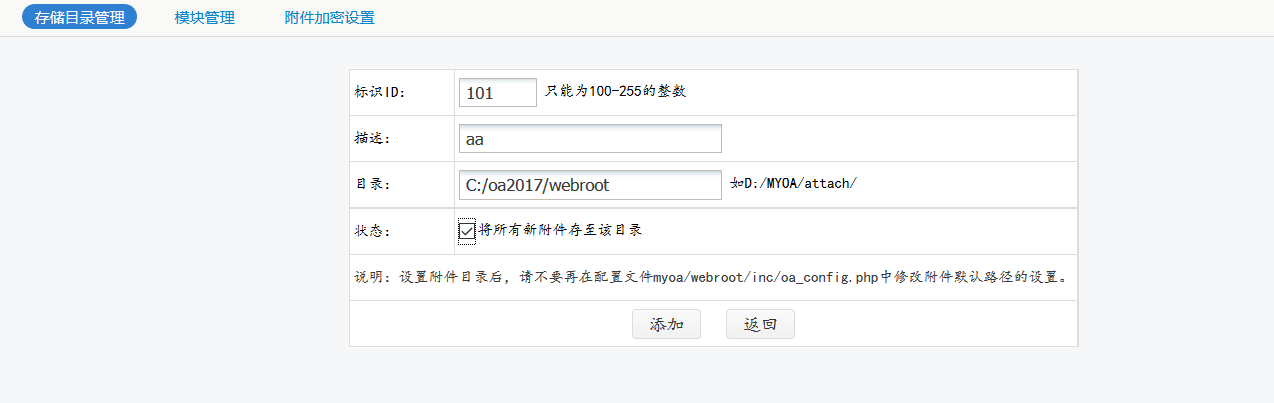 存储目录管理 模块管理 附件加密设置
标识ID: 101 只能为100-255的整数
描述: aa
目录: C:/oa2017/webroot 如D:/MYOA/attach/
状态: 将所有新附件存至该目录
说明: 设置附件目录后, 请不要再在配置文件myoa/webroot/inc/oa_config.php中修改附件默认路径的设置。
添加 返回